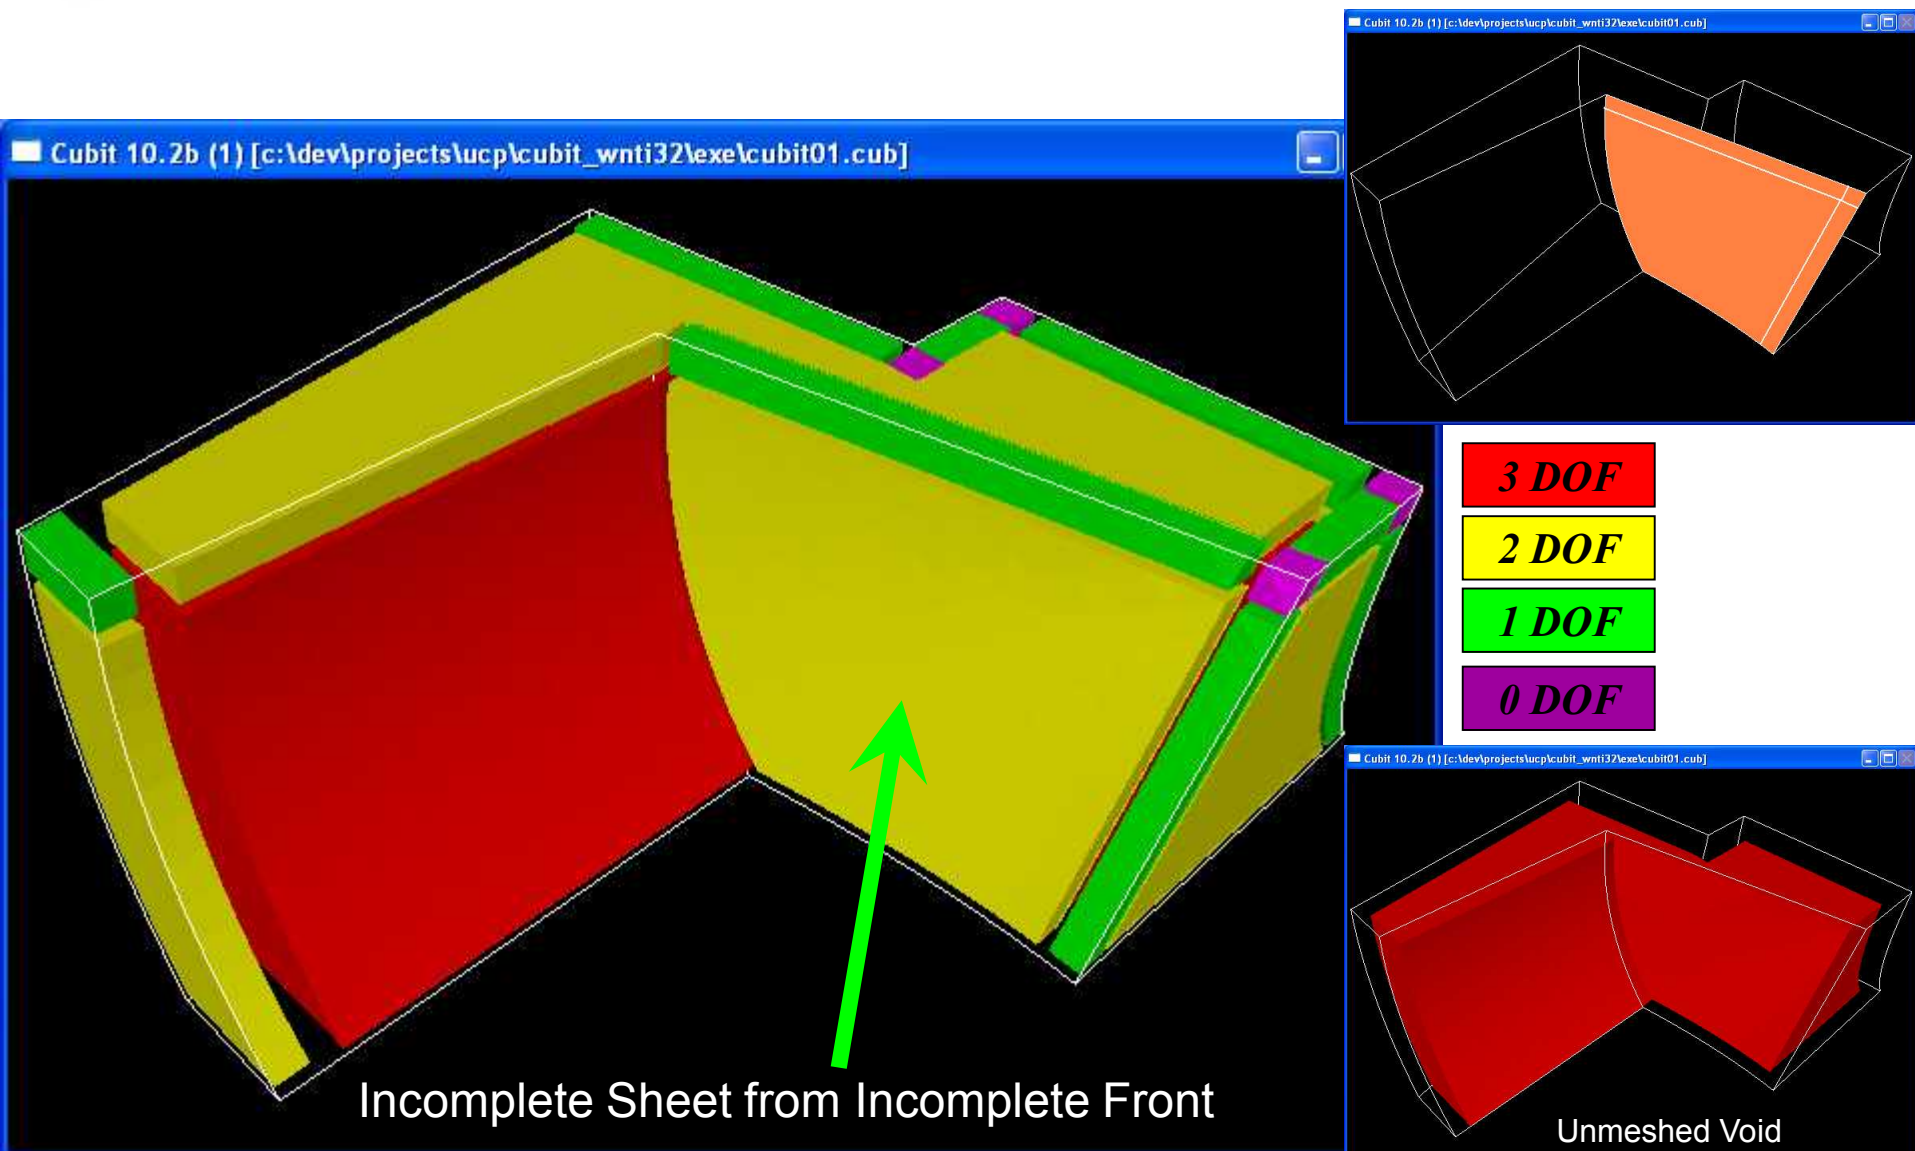 Cubit 10.2b (1) [c:\dev\projects\ucp\cubit_wnti32\exe\cubit01.cub]
Cubit 10.2b (1) [c:\dev\projects\ucp\cubit_wnti32\exe\cubit01.cub]
3 DOF
2 DOF
1 DOF
0 DOF
Cubit 10.2b (1) [c:\dev\projects\ucp\cubit_wnti32\exe\cubit01.cub]
Incomplete Sheet from Incomplete Front
Unmeshed Void